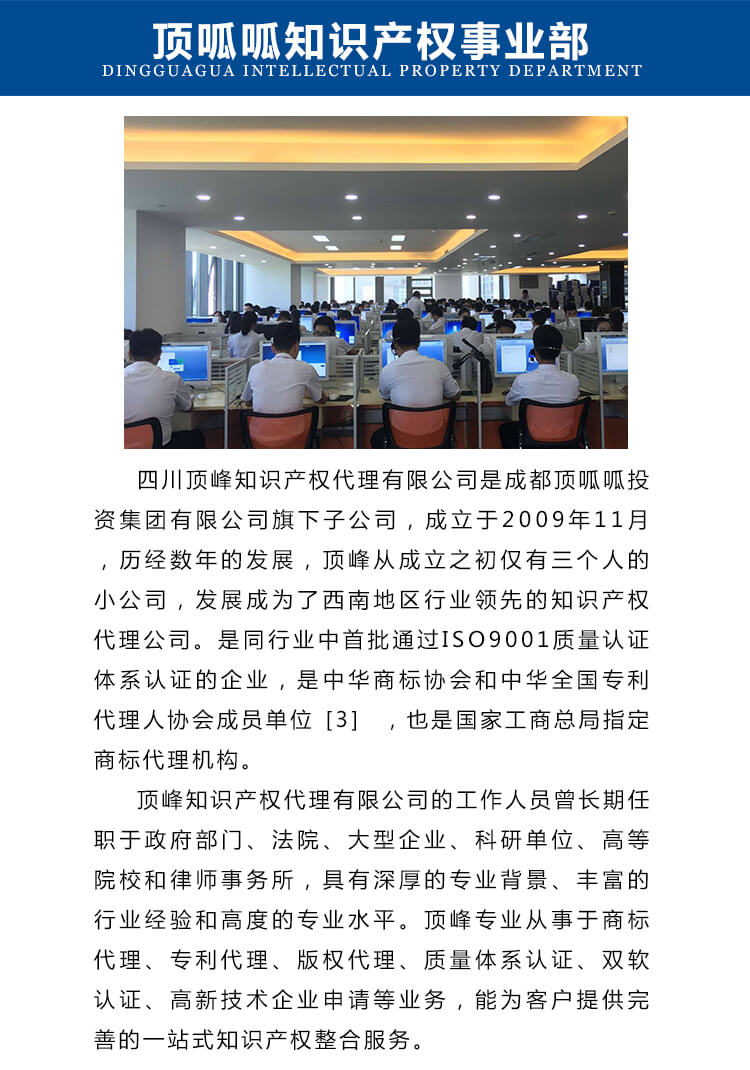 顶呱呱知识产权事业部
DINGGUAGUA INTELLECTUAL PROPERTY DEPARTMENT
四川顶峰知识产权代理有限公司是成都顶呱呱投
资集团有限公司旗下子公司，成立于2009年11月
，历经数年的发展，顶峰从成立之初仅有三个人的
小公司，发展成为了西南地区行业领先的知识产权
代理公司。是同行业中首批通过ISO9001质量认证
体系认证的企业，是中华商标协会和中华全国专利
代理人协会成员单位 [3] ，也是国家工商总局指定
商标代理机构。
顶峰知识产权代理有限公司的工作人员曾长期任
职于政府部门、法院、大型企业、科研单位、高等
院校和律师事务所，具有深厚的专业背景、丰富的
行业经验和高度的专业水平。顶峰专业从事于商标
代理、专利代理、版权代理、质量体系认证、双软
认证、高新技术企业申请等业务，能为客户提供完
善的一站式知识产权整合服务。